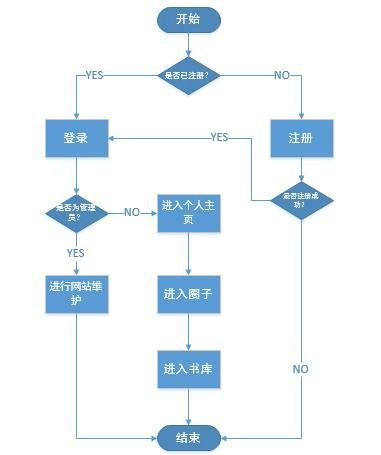 开始
是否已注册?
YES
NO
登录
YES
注册
是否为管理
员?
NO
进入个人主
页
是否注册成
功?
YES
进行网站维
护
进入圈子
进入书库
NO
结束